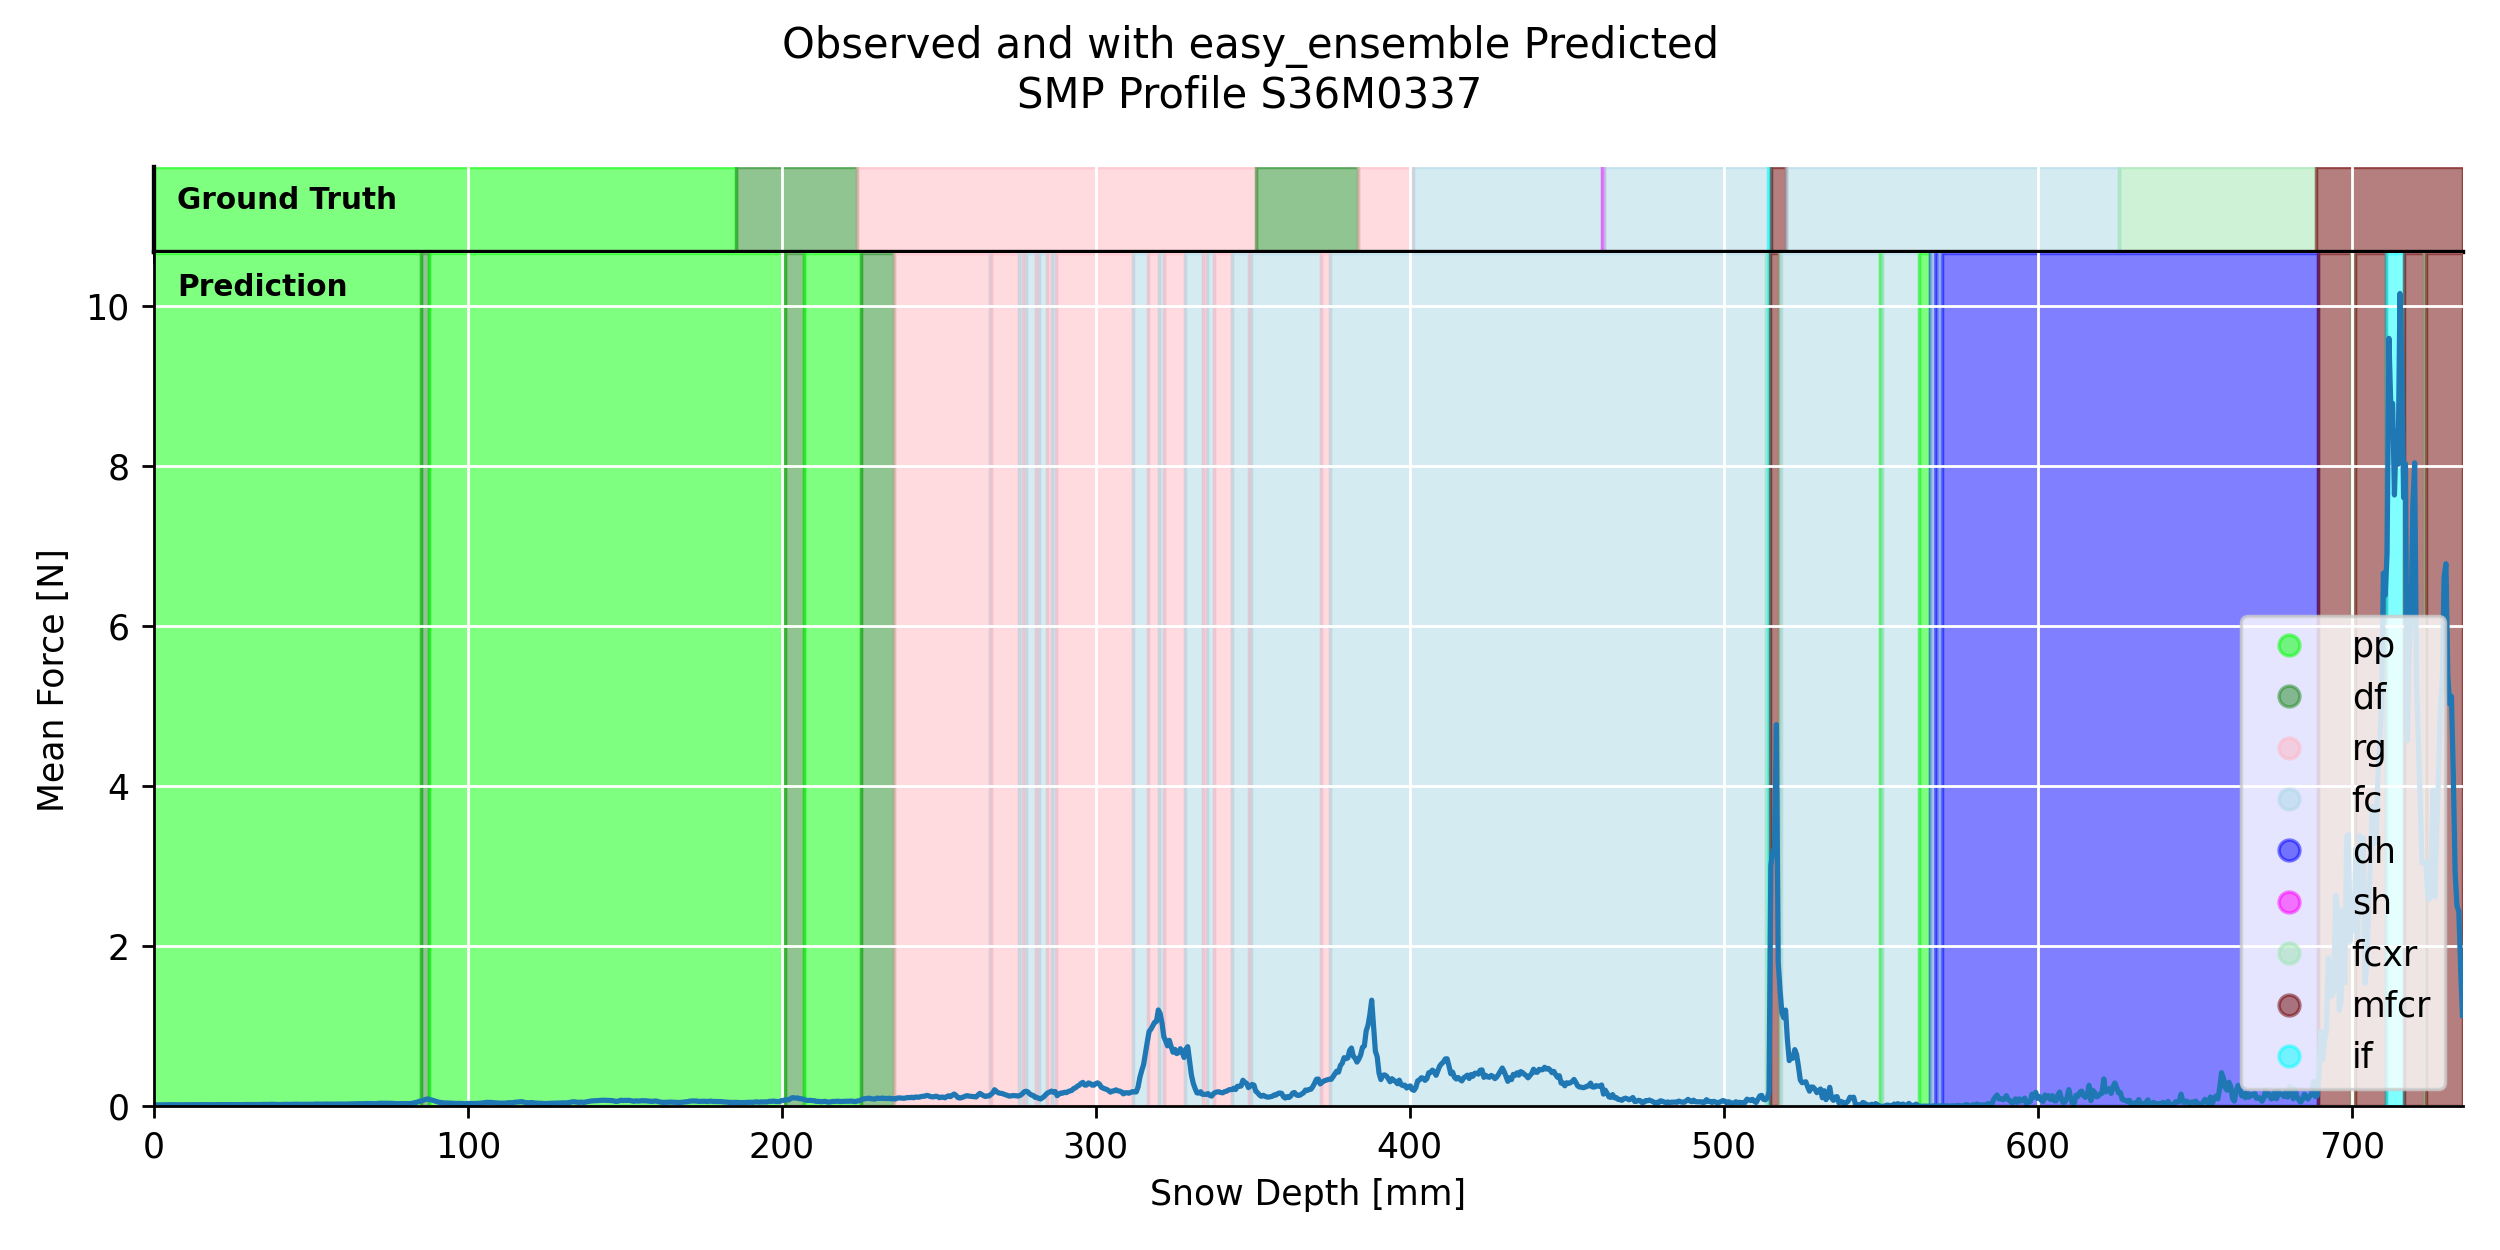 Observed and with easy_ensemble Predicted
SMP Profile S36M0337
Ground Truth
Prediction
10
8
6
4
2
0
Mean Force [N]
0 100 200 300 400 500 600 700
Snow Depth [mm]
pp
df
rg
fc
dh
sh
fcxr
mfcr
if